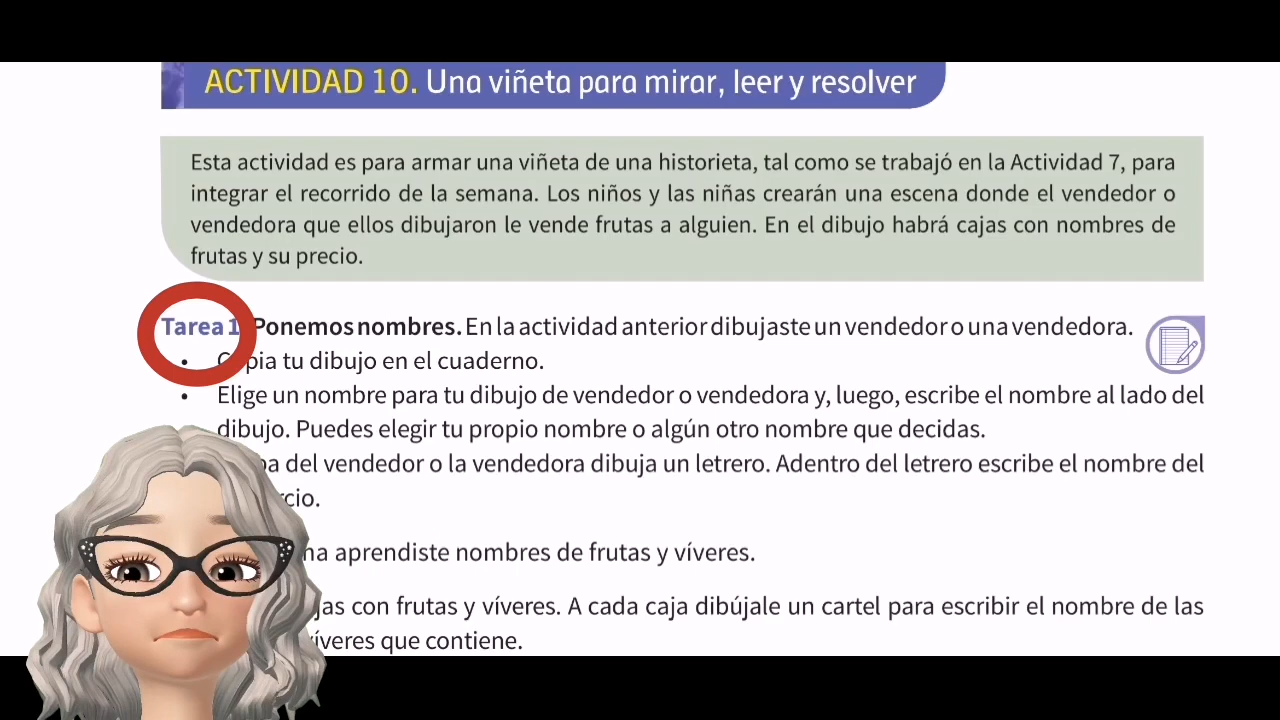 ACTIVIDAD 10. Una viñeta para mirar, leer y resolver
Esta actividad es para armar una viñeta de una historieta, tal como se trabajó en la Actividad 7, para
integrar el recorrido de la semana. Los niños y las niñas crearán una escena donde el vendedor o
vendedora que ellos dibujaron le vende frutas a alguien. En el dibujo habrá cajas con nombres de
frutas y su precio.
Tarea 1 Ponemos nombres. En la actividad anterior dibujaste un vendedor o una vendedora.
• Copia tu dibujo en el cuaderno.
• Elige un nombre para tu dibujo de vendedor o vendedora y, luego, escribe el nombre al lado del
dibujo. Puedes elegir tu propio nombre o algún otro nombre que decidas.
del vendedor o la vendedora dibuja un letrero. Adentro del letrero escribe el nombre del
aprendiste nombres de frutas y víveres.
con frutas y víveres. A cada caja dibújale un cartel para escribir el nombre de las
víveres que contiene.